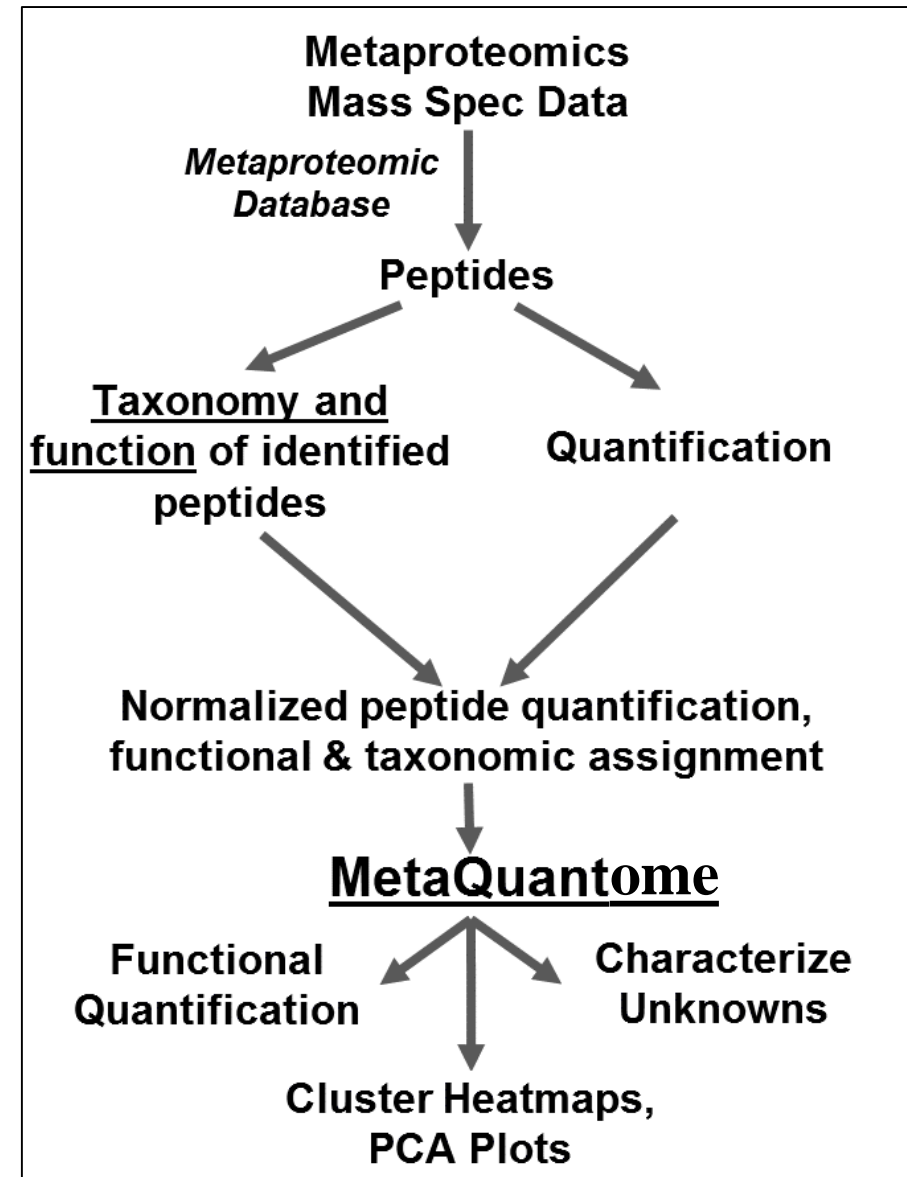 Metaproteomics
Mass Spec Data
Metaproteomic
Database
Peptides
Taxonomy and
function of identified
peptides
Quantification
Normalized peptide quantification,
functional & taxonomic assignment
MetaQuantome
Functional
Quantification
Characterize
Unknowns
Cluster Heatmaps,
PCA Plots